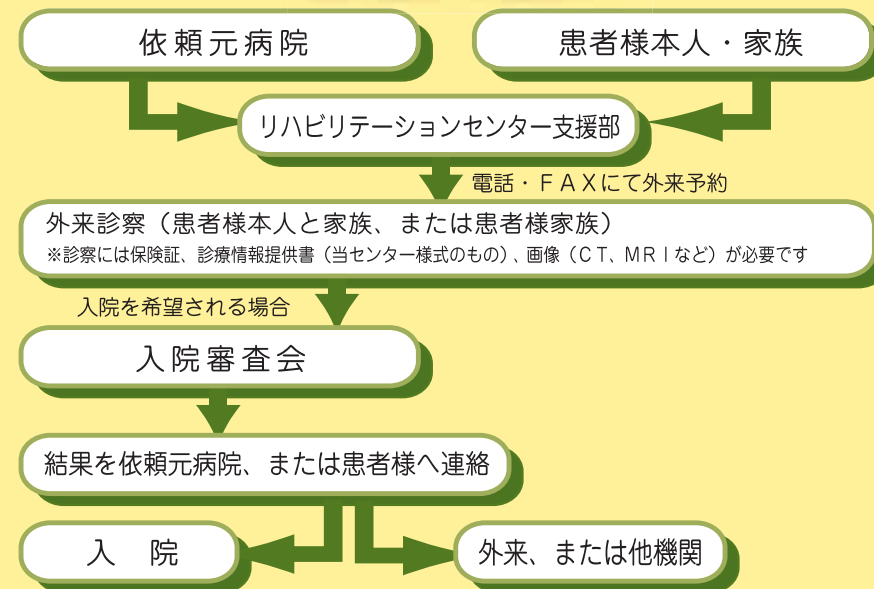 依頼元病院
患者様本人・家族
リハビリテーションセンター支援部
電話・ＦＡＸにて外来予約
外来診察（患者様本人と家族、または患者様家族）
※診察には保険証、診療情報提供書（当センター様式のもの）、画像（ＣＴ、ＭＲＩなど）が必要です
入院を希望される場合
入院審査会
結果を依頼元病院、または患者様へ連絡
入　院
外来、または他機関